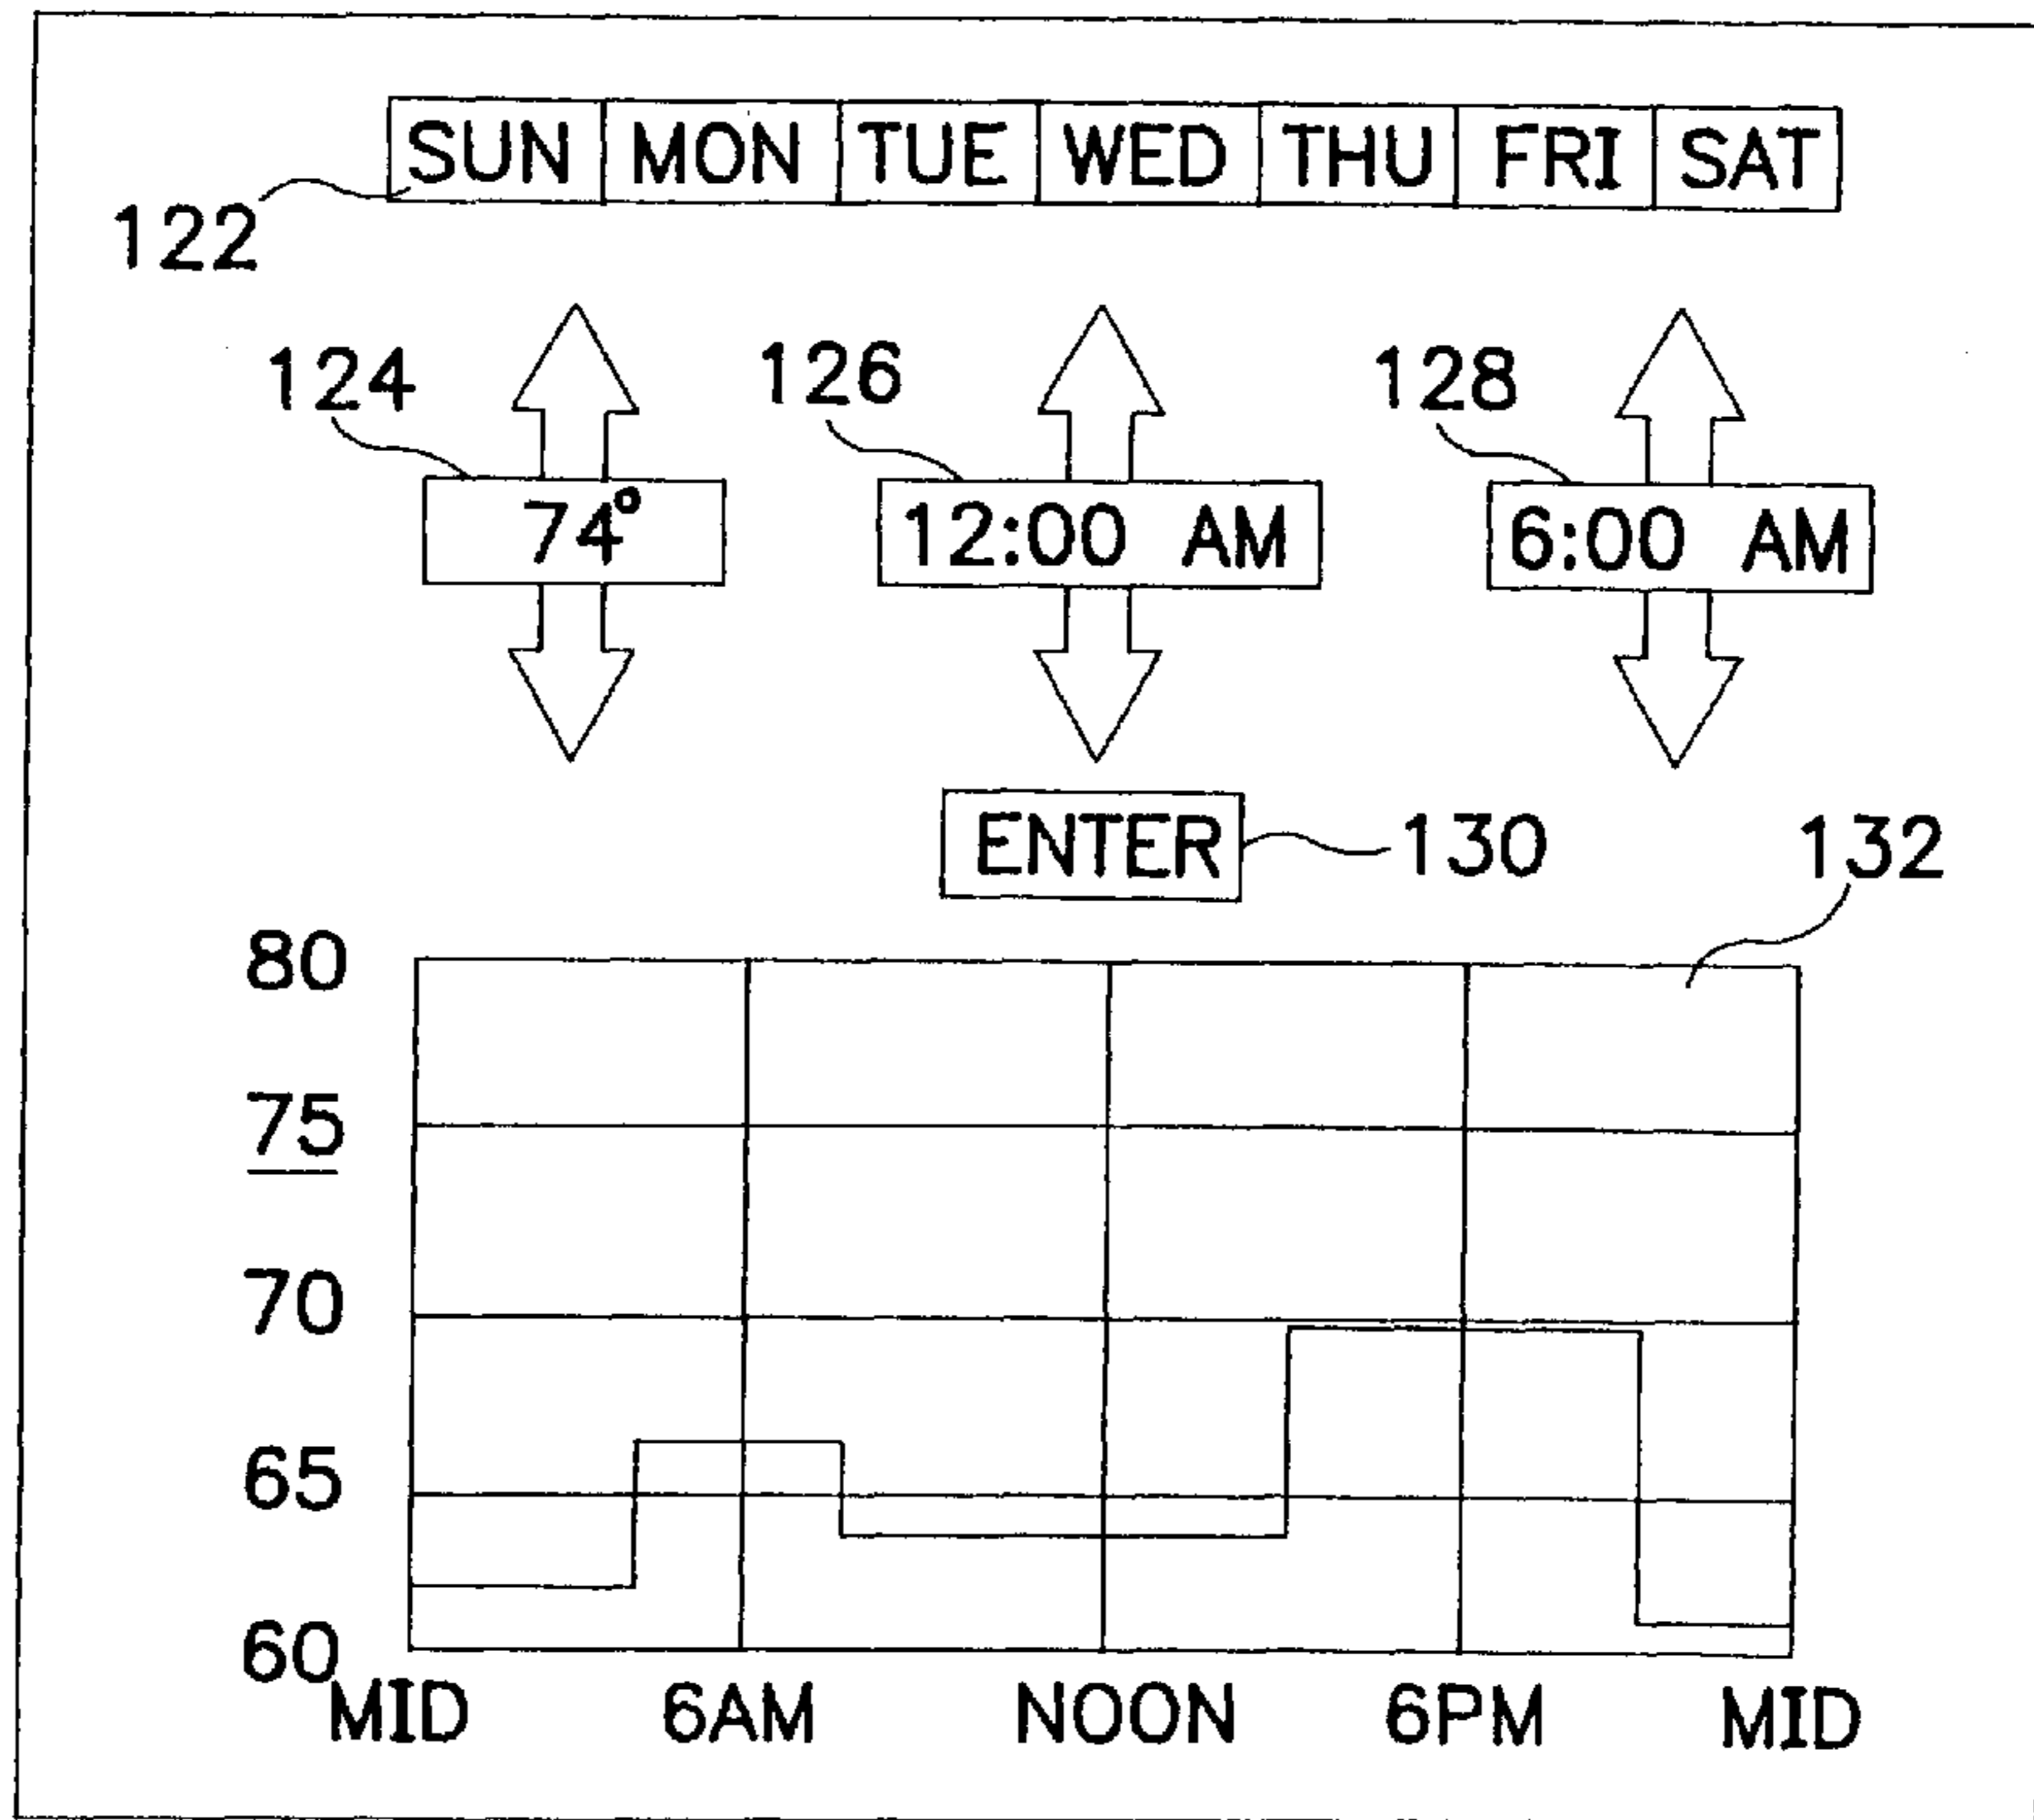 SUN MON TUE WED THU FRI SAT
122
124 126 128
74° 12:00 AM 6:00 AM
ENTER 130 132
80
75
70
65
60
MID 6AM NOON 6PM MID